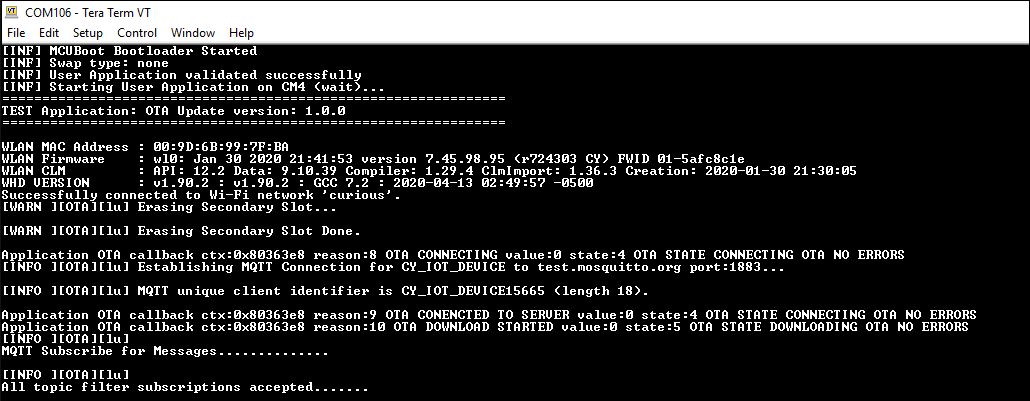 COM106 - Tera Term VT
File Edit Setup Control Window Help
[INF] MCUBoot Bootloader Started
[INF] Swap type: none
[INF] User Application validated successfully
[INF] Starting User Application on CM4 (wait)...
===============================================================
TEST Application: OTA Update version: 1.0.0
===============================================================
WLAN MAC Address : 00:9D:6B:99:7F:BA
WLAN Firmware    : wl0: Jan 30 2020 21:41:53 version 7.45.98.95 (r724303 CY) FWID 01-5afc8c1e
WLAN CLM         : API: 12.2 Data: 9.10.39 Compiler: 1.29.4 ClmImport: 1.36.3 Creation: 2020-01-30 21:30:05
WHD VERSION      : v1.90.2 : v1.90.2 : GCC 7.2 : 2020-04-13 02:49:57 -0500
Successfully connected to Wi-Fi network 'curious'.
[WARN ][OTA][lu] Erasing Secondary Slot...
[WARN ][OTA][lu] Erasing Secondary Slot Done.
Application OTA callback ctx:0x80363e8 reason:8 OTA CONNECTING value:0 state:4 OTA STATE CONNECTING OTA NO ERRORS
[INFO ][OTA][lu] Establishing MQTT Connection for CY_IOT_DEVICE to test.mosquitto.org port:1883...
[INFO ][OTA][lu] MQTT unique client identifier is CY_IOT_DEVICE15665 (length 18).
Application OTA callback ctx:0x80363e8 reason:9 OTA CONENCTED TO SERVER value:0 state:4 OTA STATE CONNECTING OTA NO ERRORS
Application OTA callback ctx:0x80363e8 reason:10 OTA DOWNLOAD STARTED value:0 state:5 OTA STATE DOWNLOADING OTA NO ERRORS
[INFO ][OTA][lu]
MQTT Subscribe for Messages..............
[INFO ][OTA][lu]
All topic filter subscriptions accepted.......